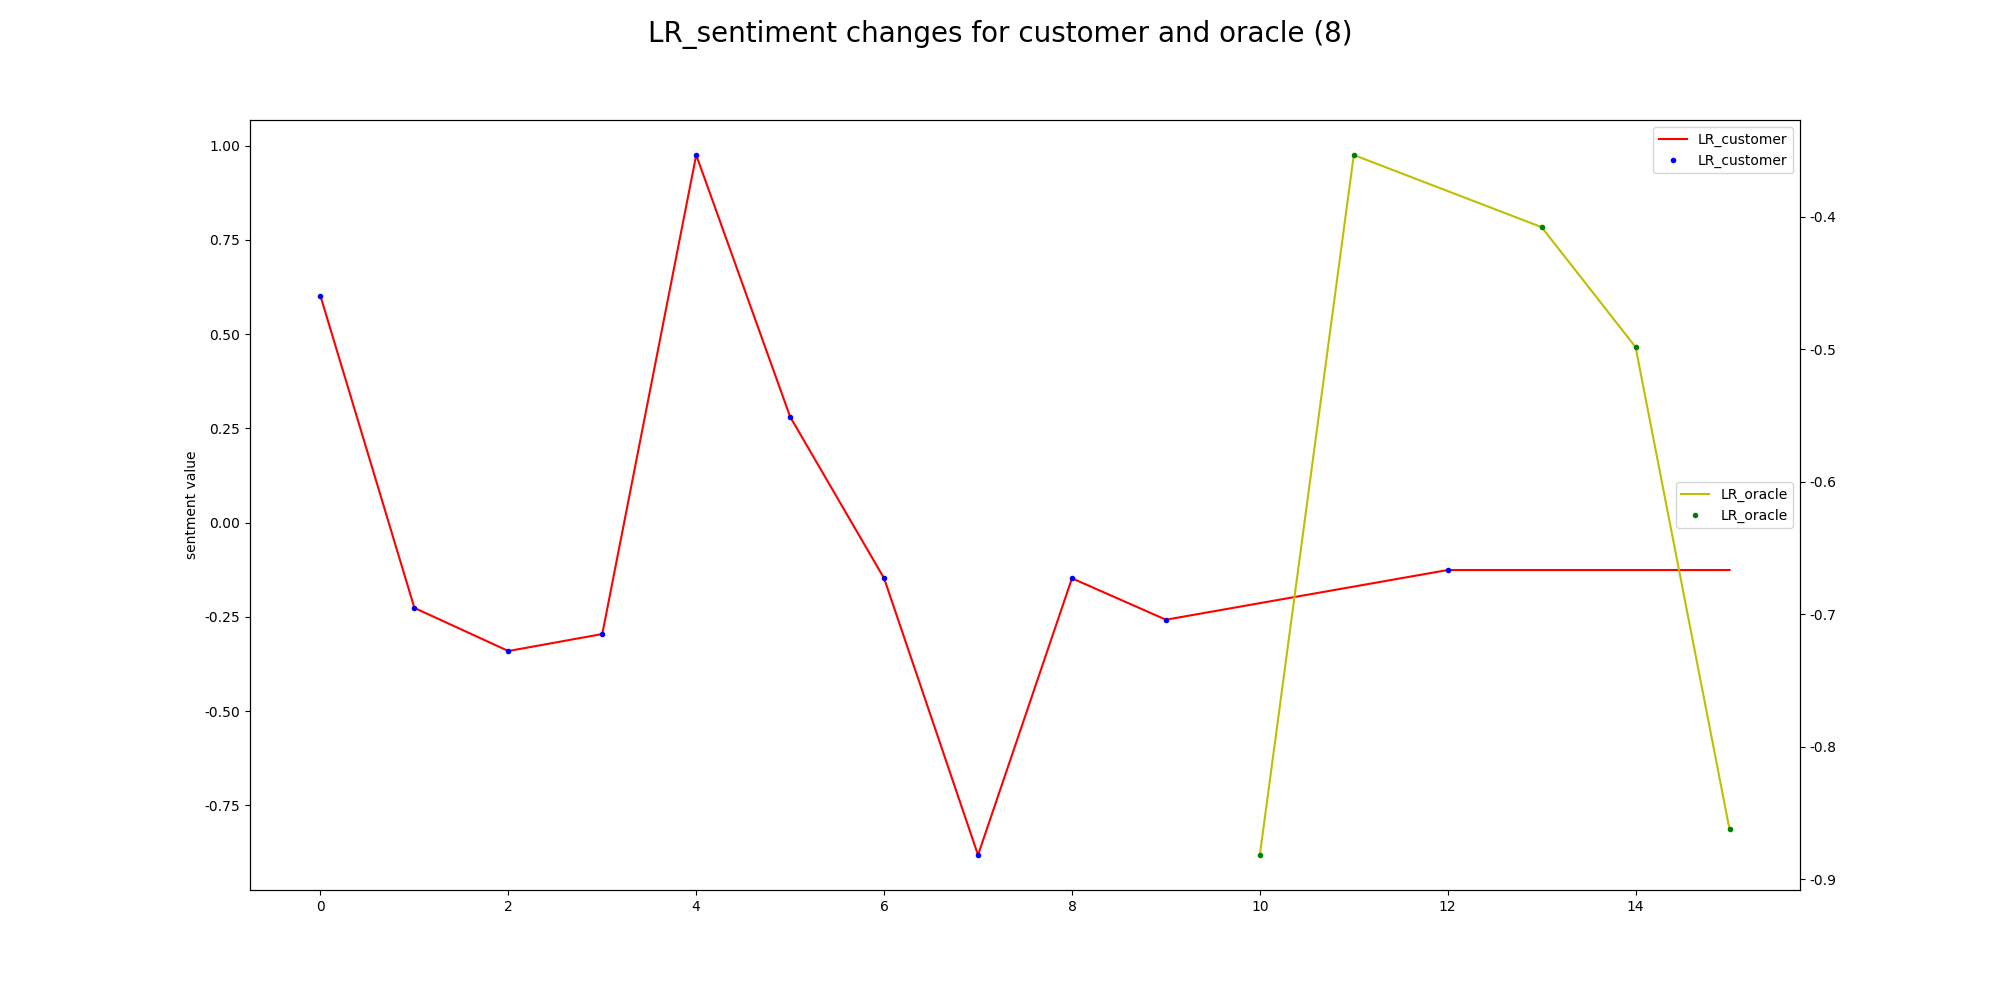 LR_sentiment changes for customer and oracle (8)
1.00
0.75
0.50
0.25
0.00
-0.25
-0.50
-0.75
sentment value
LR_customer
LR_customer
-0.4
-0.5
-0.6
LR_oracle
LR_oracle
-0.7
-0.8
-0.9
0 2 4 6 8 10 12 14